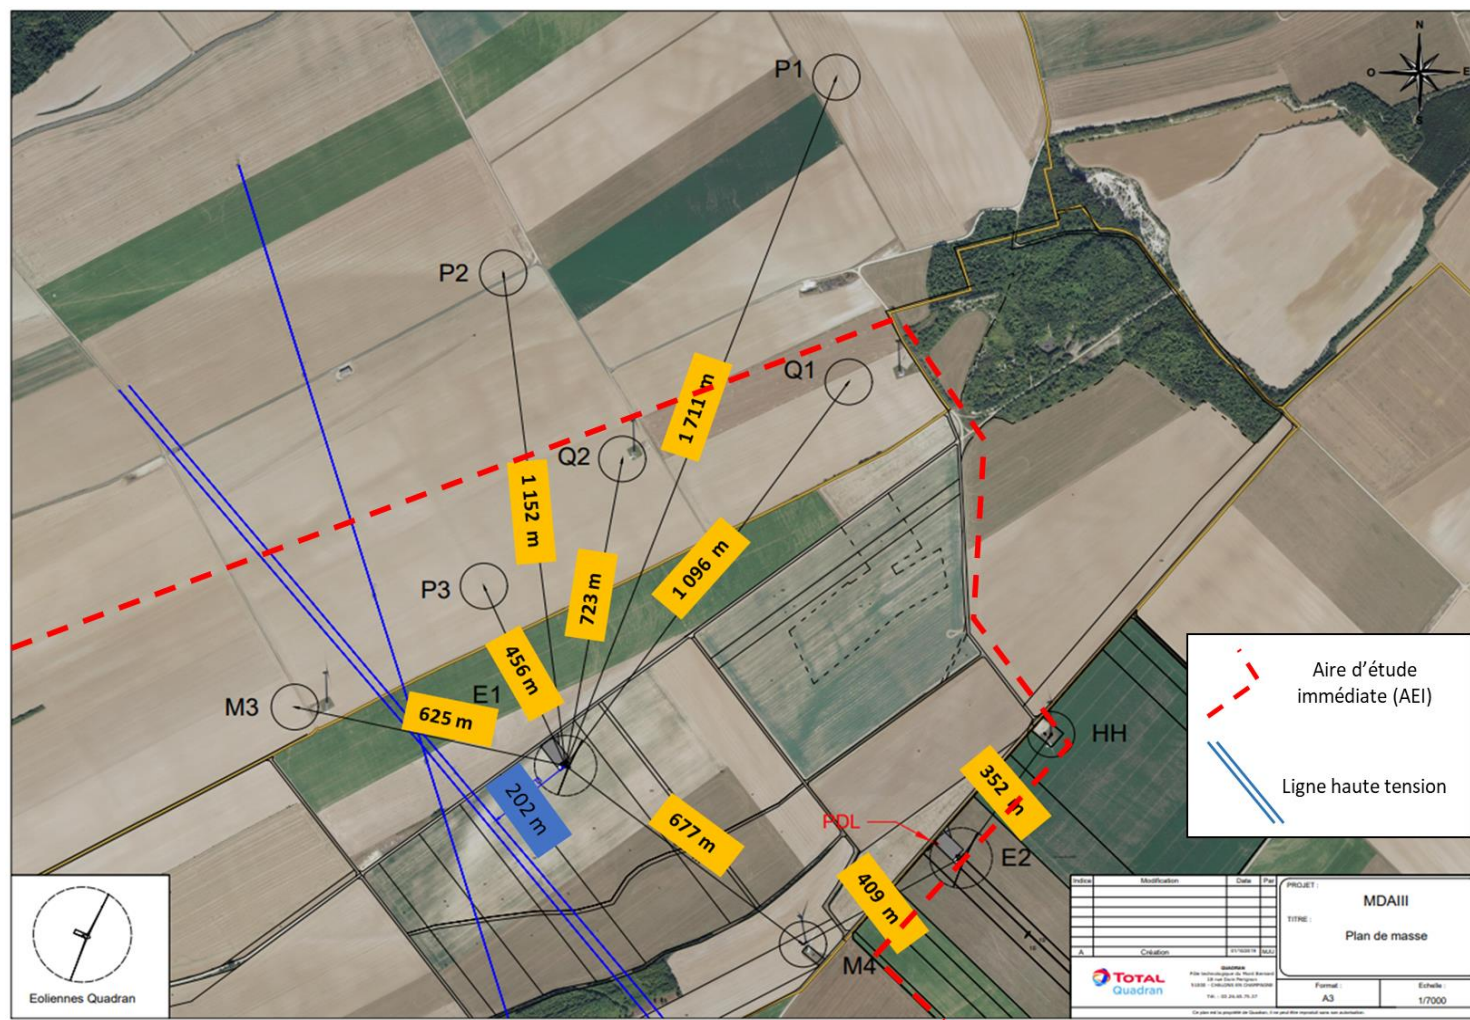 N
O
E
S
P1
P2
Q1
1 711 m
Q2
1 152 m
1 096 m
P3
723 m
456 m
E1
M3
625 m
202 m
677 m
HH
352 m
PDL
E2
409 m
M4
Aire d’étude
immédiate (AEI)
Ligne haute tension
Eoliennes Quadran
Indice Modification Date Par
A Création
PROJET :
MDAIII
TITRE :
Plan de masse
TOTAL
Quadran
QUADRAN
Format :
A3
Echelle :
1/7000